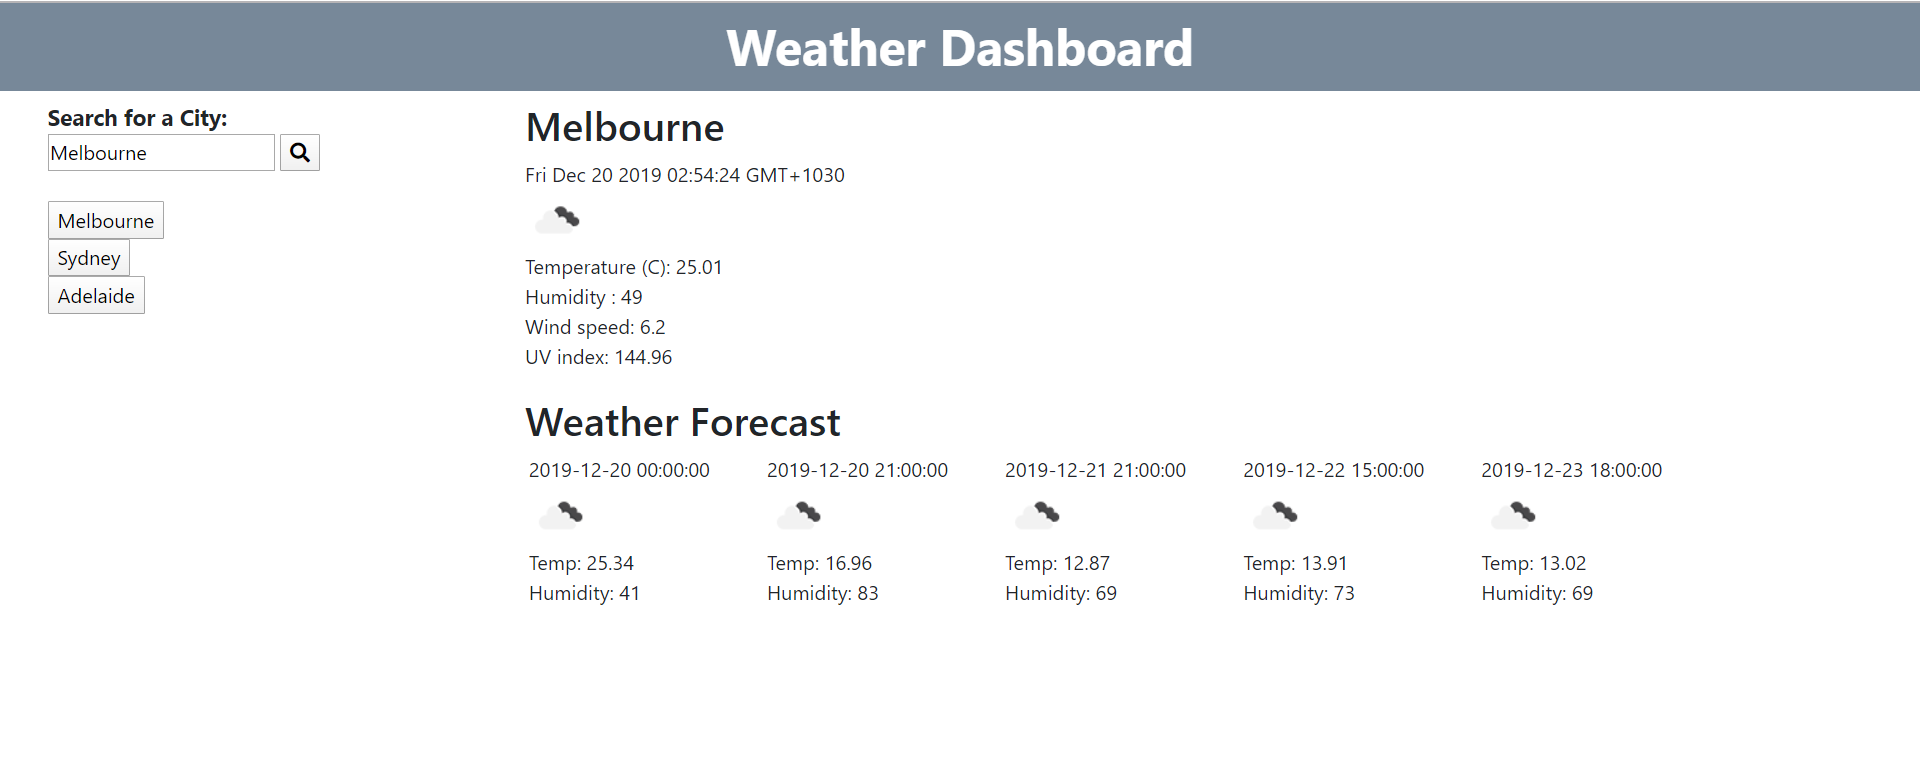 Weather Dashboard
Search for a City:
Melbourne
Melbourne
Sydney
Adelaide
Melbourne
Fri Dec 20 2019 02:54:24 GMT+1030
Temperature (C): 25.01
Humidity : 49
Wind speed: 6.2
UV index: 144.96
Weather Forecast
2019-12-20 00:00:00
Temp: 25.34
Humidity: 41
2019-12-20 21:00:00
Temp: 16.96
Humidity: 83
2019-12-21 21:00:00
Temp: 12.87
Humidity: 69
2019-12-22 15:00:00
Temp: 13.91
Humidity: 73
2019-12-23 18:00:00
Temp: 13.02
Humidity: 69